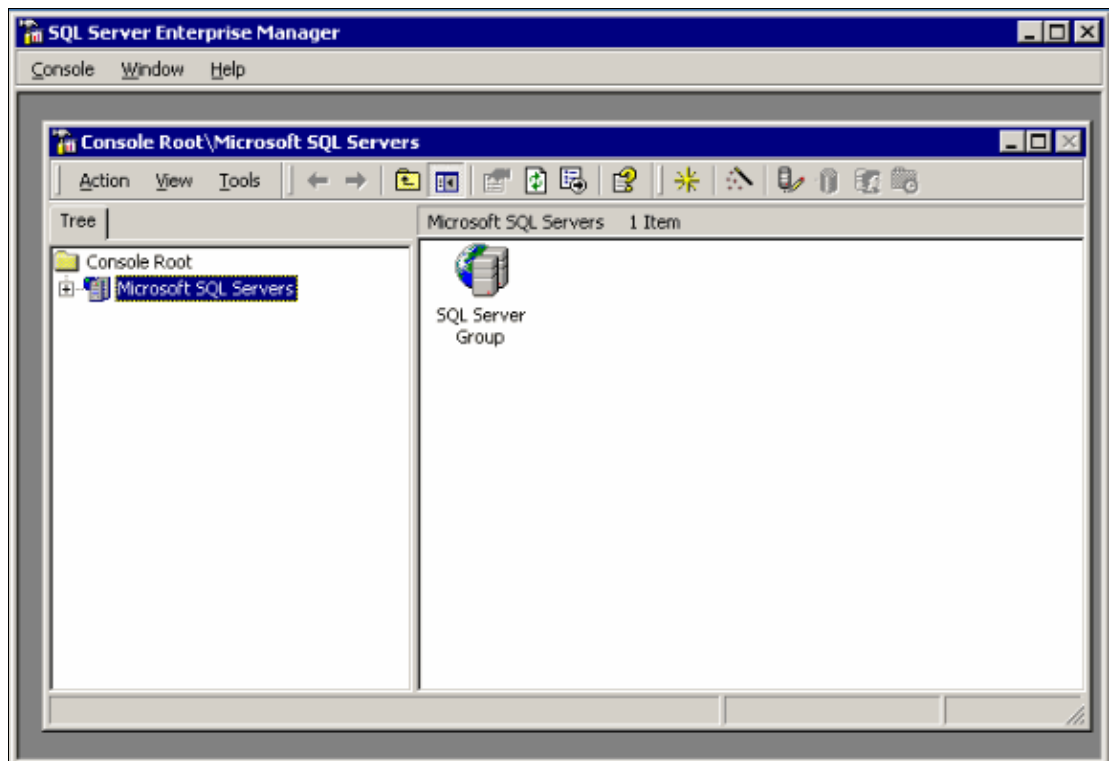 SQL Server Enterprise Manager
Console Window Help
Console Root\Microsoft SQL Servers
Action View Tools
Tree
Microsoft SQL Servers 1 Item
Console Root
Microsoft SQL Servers
SQL Server
Group